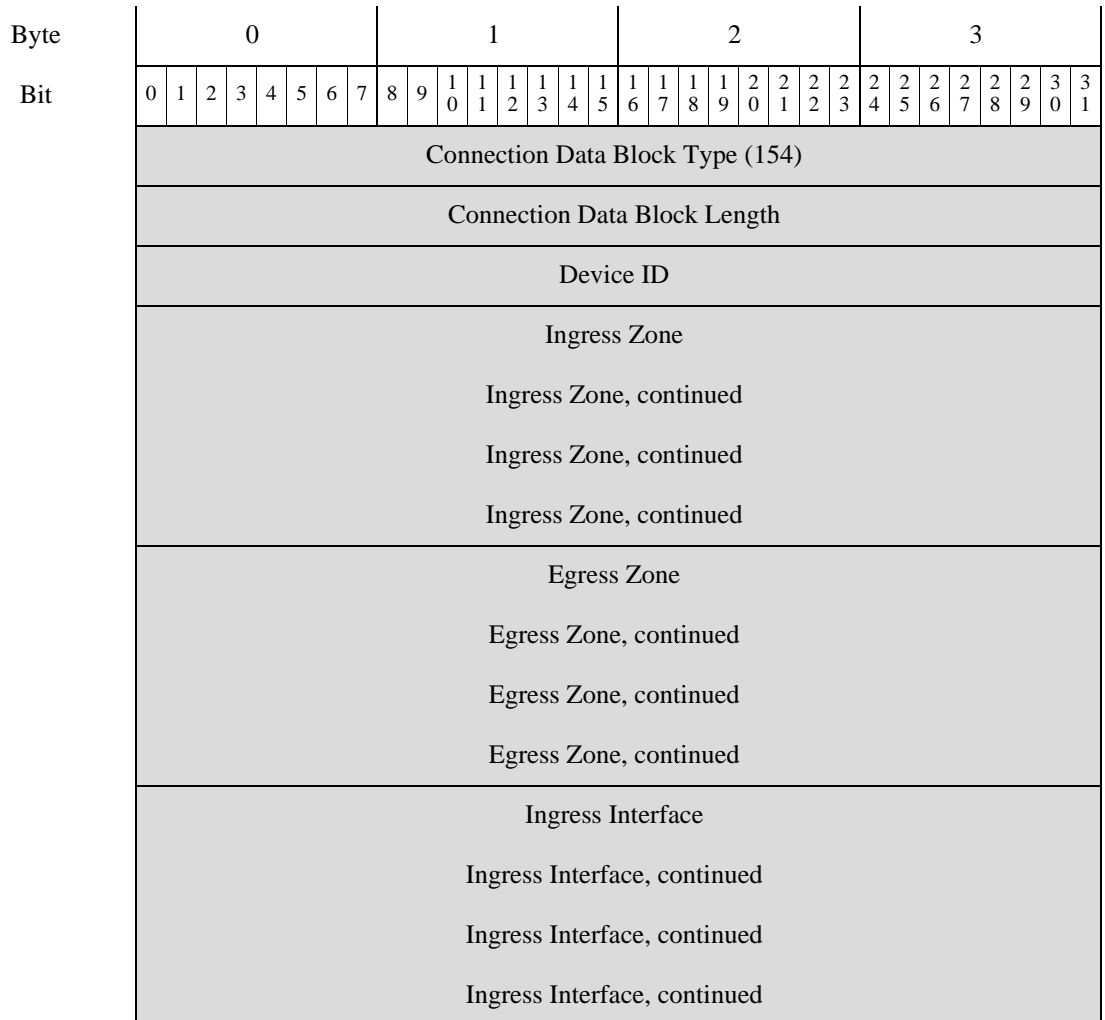 Byte 0 1 2 3
Bit 0 1 2 3 4 5 6 7 8 9 10 11 12 13 14 15 16 17 18 19 20 21 22 23 24 25 26 27 28 29 30 31
Connection Data Block Type (154)
Connection Data Block Length
Device ID
Ingress Zone
Ingress Zone, continued
Ingress Zone, continued
Ingress Zone, continued
Egress Zone
Egress Zone, continued
Egress Zone, continued
Egress Zone, continued
Ingress Interface
Ingress Interface, continued
Ingress Interface, continued
Ingress Interface, continued